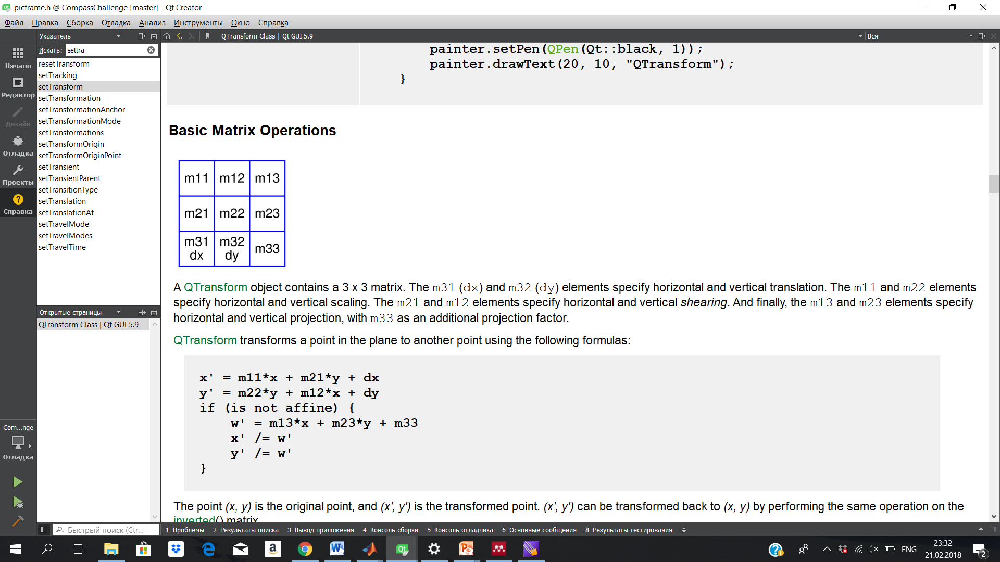 picframe.h @ CompassChallenge [master] - Qt Creator
Файл Правка Сборка Отладка Анализ Инструменты Окно Справка
Указатель
QTransform Class | Qt GUI 5.9
Вся
Искать: settra
resetTransform
setTracking
setTransform
setTransformation
setTransformationAnchor
setTransformationMode
setTransformations
setTransformOrigin
setTransformOriginPoint
setTransient
setTransientParent
setTransitionType
setTranslation
setTranslationAt
setTravelMode
setTravelModes
setTravelTime
Начало
Редактор
Дизайн
Отладка
Проекты
Справка
Com...nge
Отладка
Открытые страницы
QTransform Class | Qt GUI 5.9
painter.setPen(QPen(Qt::black, 1));
painter.drawText(20, 10, "QTransform");
}
Basic Matrix Operations
m11 m12 m13
m21 m22 m23
m31 m32 m33
dx dy
A QTransform object contains a 3 x 3 matrix. The m31 (dx) and m32 (dy) elements specify horizontal and vertical translation. The m11 and m22 elements
specify horizontal and vertical scaling. The m21 and m12 elements specify horizontal and vertical shearing. And finally, the m13 and m23 elements specify
horizontal and vertical projection, with m33 as an additional projection factor.
QTransform transforms a point in the plane to another point using the following formulas:
x' = m11*x + m21*y + dx
y' = m22*y + m12*x + dy
if (is not affine) {
w' = m13*x + m23*y + m33
x' /= w'
y' /= w'
}
The point (x, y) is the original point, and (x', y') is the transformed point. (x', y') can be transformed back to (x, y) by performing the same operation on the
inverted() matrix.
Быстрый поиск (Ctr...
1 Проблемы 2 Результаты поиска 3 Вывод приложения 4 Консоль сборки 5 Консоль отладчика 6 Основные сообщения 8 Результаты тестирования
ENG
23:32
21.02.2018
2